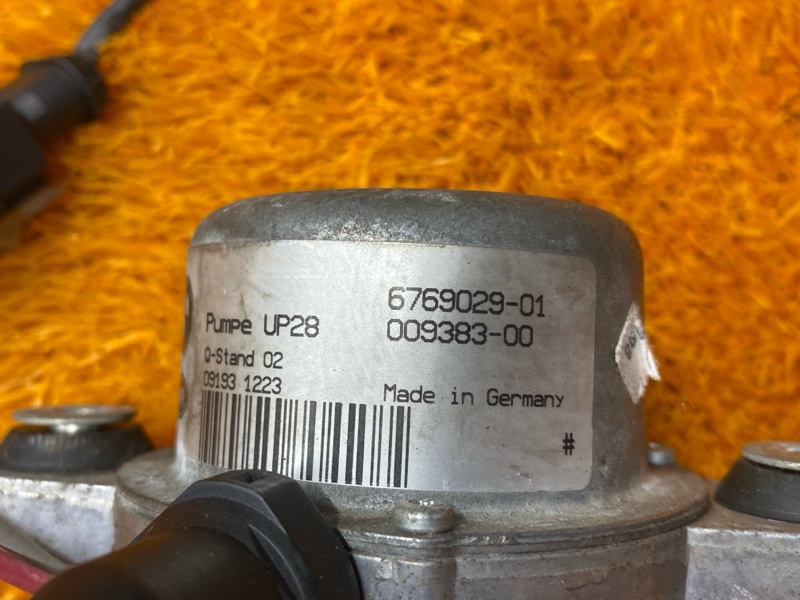 6769029-01
Pumpe UP28 009383-00
Q-Stand 02
09193 1223
Made in Germany
#